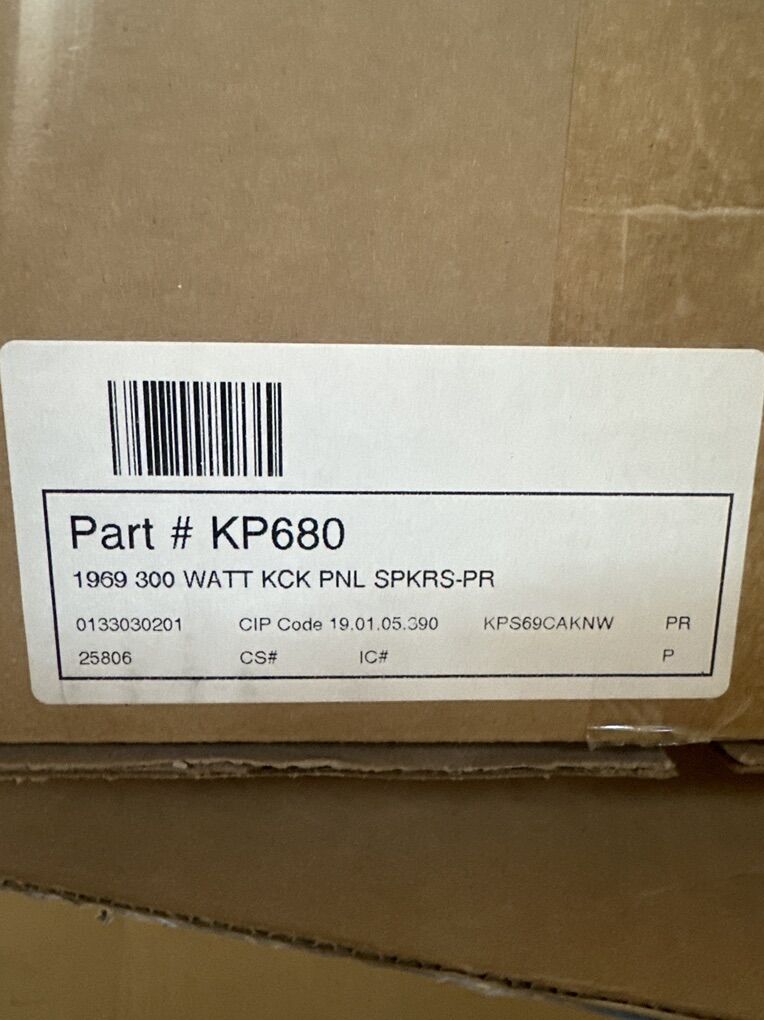 Part # KP680
1969 300 WATT KCK PNL SPKRS-PR
0133030201 CIP Code 19.01.05.390 KPS69CAKNW PR
25806 CS# IC# P